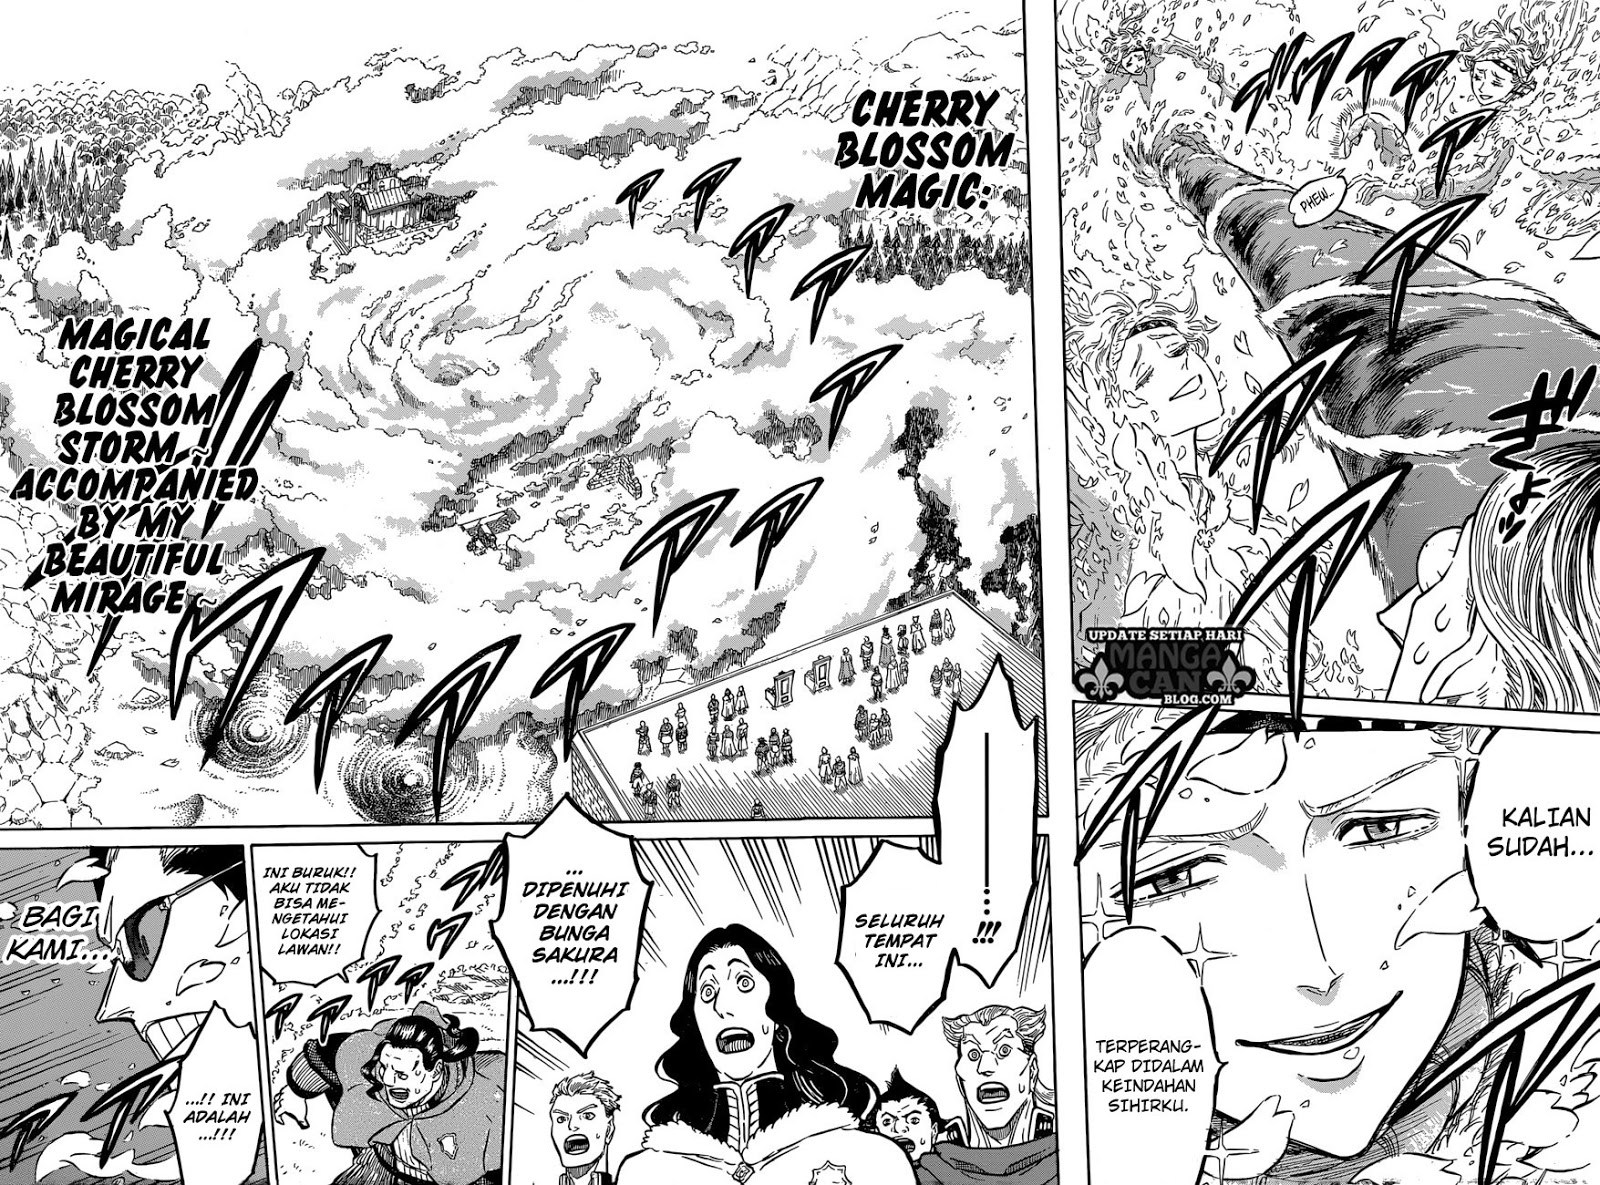 PHEW!
KALIAN
SUDAH...
TERPERANG-
KAP DIDALAM
KEINDAHAN
SIHIRKU.
CHERRY
BLOSSOM
MAGIC:
MAGICAL
CHERRY
BLOSSOM
STORM ~
ACCOMPANIED
BY MY
BEAUTIFUL
MIRAGE ~
.....!!!
SELURUH
TEMPAT
INI...
...
DIPENUHI
DENGAN
BUNGA
SAKURA
...!!!
INI BURUK!!
AKU TIDAK
BISA ME-
NGETAHUI
LOKASI
LAWAN!!
BAGI
KAMI...
...!! INI
ADALAH
...!!!
UPDATE SETIAP HARI
MANGA
CAN
BLOG.COM